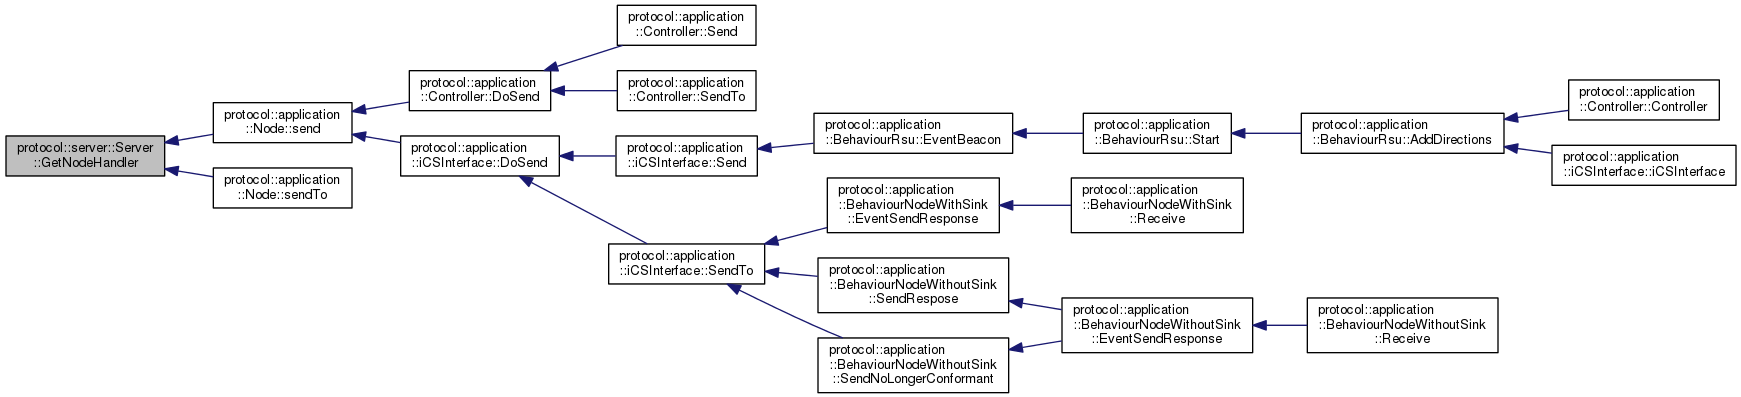 protocol::application
::Controller::Send
protocol::application
::Controller::DoSend
protocol::application
::Controller::SendTo
protocol::application
::Controller::Controller
protocol::application
::Node::send
protocol::application
::BehaviourRsu::EventBeacon
protocol::application
::BehaviourRsu::Start
protocol::application
::BehaviourRsu::AddDirections
protocol::server::Server
::GetNodeHandler
protocol::application
::iCSInterface::DoSend
protocol::application
::iCSInterface::Send
protocol::application
::iCSInterface::iCSInterface
protocol::application
::Node::sendTo
protocol::application
::BehaviourNodeWithSink
::EventSendResponse
protocol::application
::BehaviourNodeWithSink
::Receive
protocol::application
::iCSInterface::SendTo
protocol::application
::BehaviourNodeWithoutSink
::SendRespose
protocol::application
::BehaviourNodeWithoutSink
::EventSendResponse
protocol::application
::BehaviourNodeWithoutSink
::Receive
protocol::application
::BehaviourNodeWithoutSink
::SendNoLongerConformant